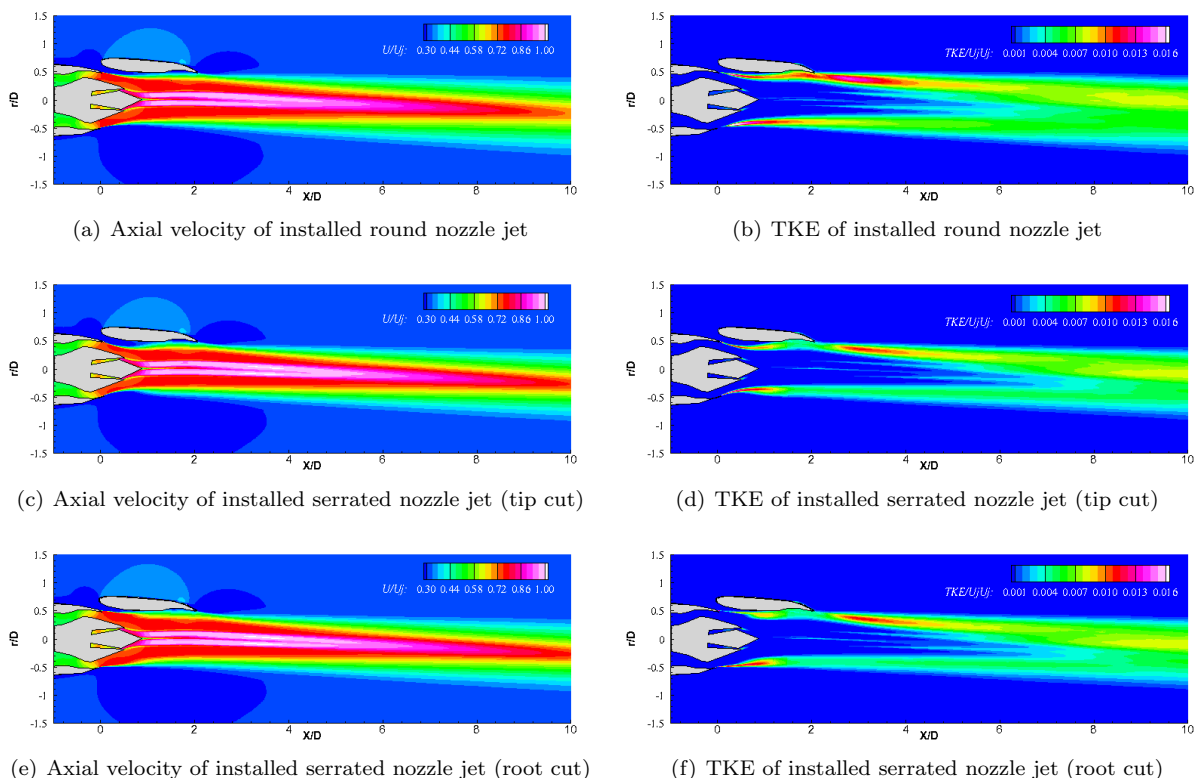 1.5
1
0.5
0
-0.5
-1
-1.5
r/D
U/Uj:
0.30 0.44 0.58 0.72 0.86 1.00
0 2 4 6 8 10
X/D
(a) Axial velocity of installed round nozzle jet
1.5
1
0.5
0
-0.5
-1
-1.5
r/D
TKE/UjUj:
0.001 0.004 0.007 0.010 0.013 0.016
0 2 4 6 8 10
X/D
(b) TKE of installed round nozzle jet
1.5
1
0.5
0
-0.5
-1
-1.5
r/D
U/Uj:
0.30 0.44 0.58 0.72 0.86 1.00
0 2 4 6 8 10
X/D
(c) Axial velocity of installed serrated nozzle jet (tip cut)
1.5
1
0.5
0
-0.5
-1
-1.5
r/D
TKE/UjUj:
0.001 0.004 0.007 0.010 0.013 0.016
0 2 4 6 8 10
X/D
(d) TKE of installed serrated nozzle jet (tip cut)
1.5
1
0.5
0
-0.5
-1
-1.5
r/D
U/Uj:
0.30 0.44 0.58 0.72 0.86 1.00
0 2 4 6 8 10
X/D
(e) Axial velocity of installed serrated nozzle jet (root cut)
1.5
1
0.5
0
-0.5
-1
-1.5
r/D
TKE/UjUj:
0.001 0.004 0.007 0.010 0.013 0.016
0 2 4 6 8 10
X/D
(f) TKE of installed serrated nozzle jet (root cut)